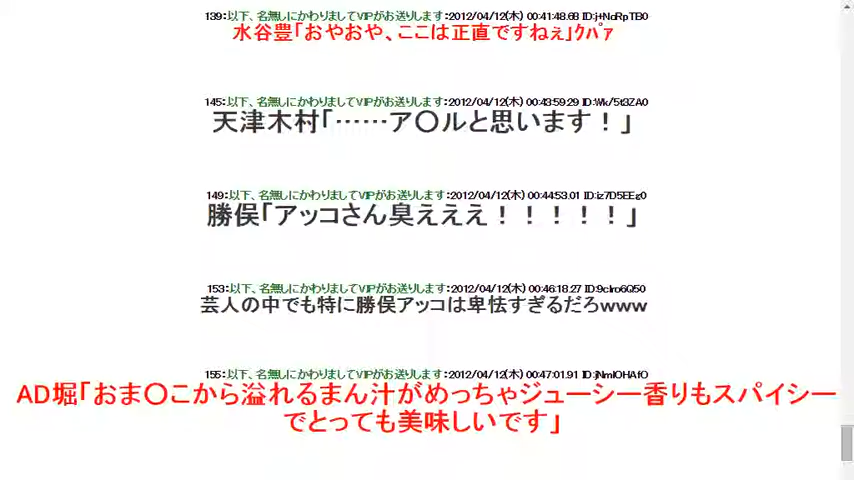 139：以下、名無しにかわりましてVIPがお送りします：2012/04/12(木) 00:41:48.68 ID:j+NaRpTB0
水谷豊「おやおや、ここは正直ですねぇ」ｸﾊﾟｧ
145：以下、名無しにかわりましてVIPがお送りします：2012/04/12(木) 00:43:59.29 ID:Wk/5t3ZA0
天津木村「……ア〇ルと思います！」
149：以下、名無しにかわりましてVIPがお送りします：2012/04/12(木) 00:44:53.01 ID:iz7D5EEg0
勝俣「アッコさん臭えええ！！！！！！」
153：以下、名無しにかわりましてVIPがお送りします：2012/04/12(木) 00:46:18.27 ID:9cIro6Q50
芸人の中でも特に勝俣アッコは卑怯すぎるだろwww
155：以下、名無しにかわりましてVIPがお送りします：2012/04/12(木) 00:47:01.91 ID:jNmIOHAfO
AD堀「おま〇こから溢れるまん汁がめっちゃジューシー香りもスパイシー
でとっても美味しいです」